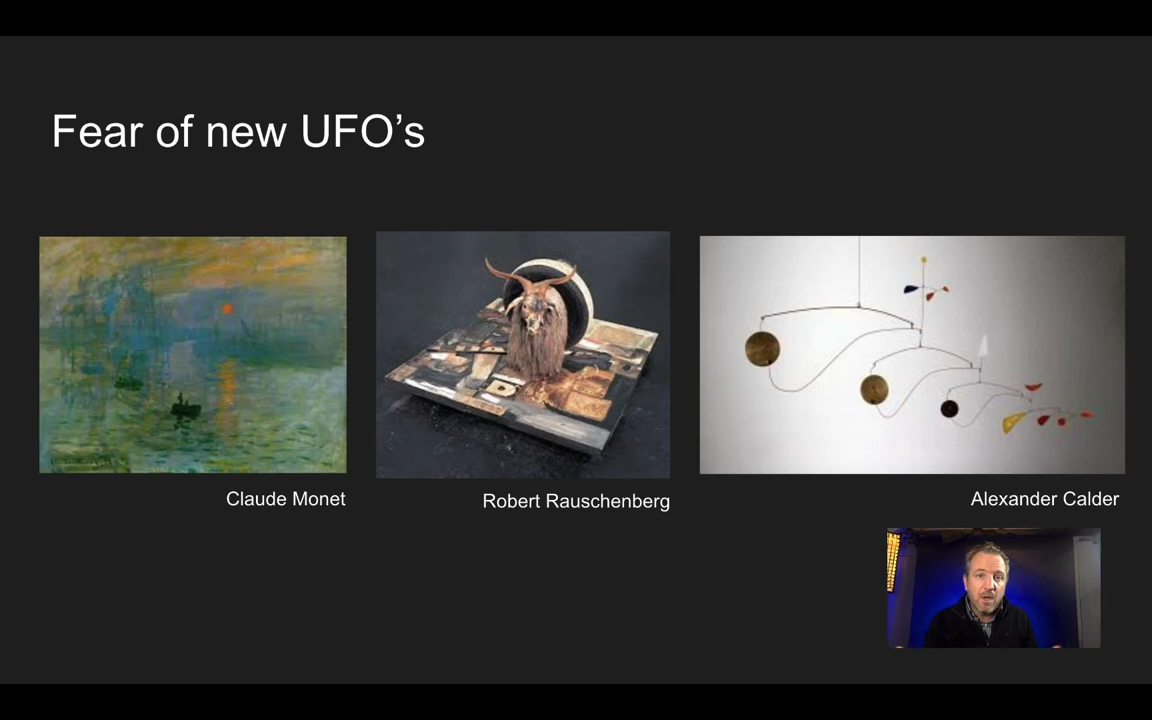 Fear of new UFO’s
Claude Monet
Robert Rauschenberg
Alexander Calder